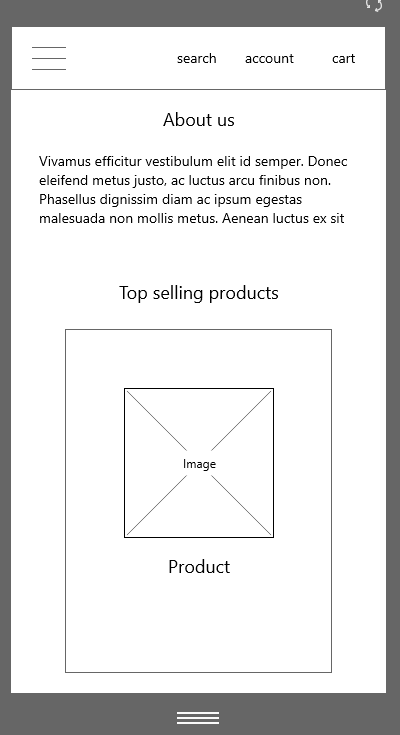 search account cart
About us
Vivamus efficitur vestibulum elit id semper. Donec
eleifend metus justo, ac luctus arcu finibus non.
Phasellus dignissim diam ac ipsum egestas
malesuada non mollis metus. Aenean luctus ex sit
Top selling products
Image
Product